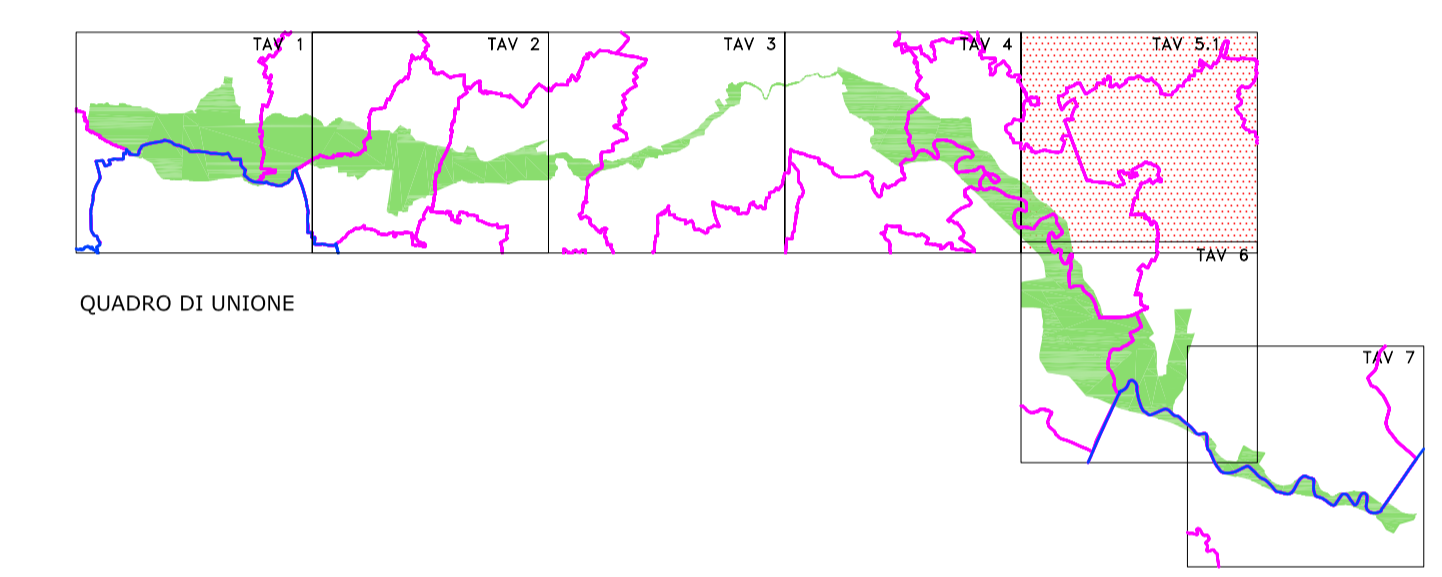 TAV 1
TAV 2
TAV 3
TAV 4
TAV 5.1
TAV 6
QUADRO DI UNIONE
TAV 7